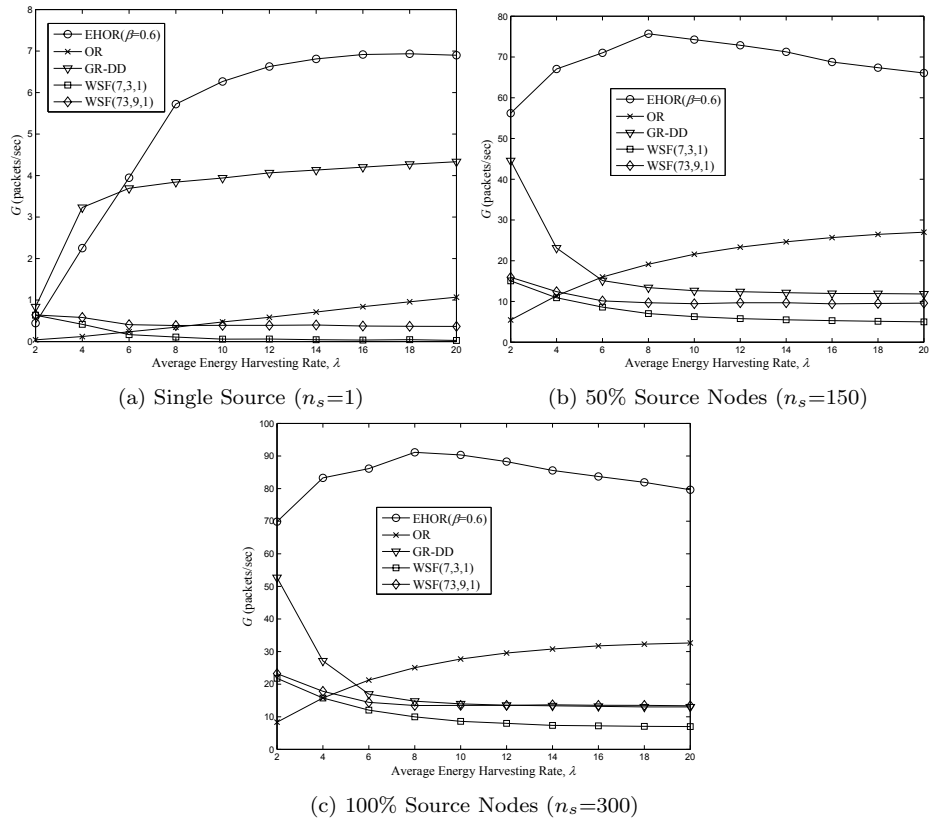 8
7
6
5
4
3
2
1
0
G (packets/sec)
EHOR(β=0.6)
OR
GR-DD
WSF(7,3,1)
WSF(73,9,1)
2 4 6 8 10 12 14 16 18 20
Average Energy Harvesting Rate, λ
(a) Single Source (n_s=1)
80
70
60
50
40
30
20
10
0
G (packets/sec)
EHOR(β=0.6)
OR
GR-DD
WSF(7,3,1)
WSF(73,9,1)
2 4 6 8 10 12 14 16 18 20
Average Energy Harvesting Rate, λ
(b) 50% Source Nodes (n_s=150)
100
90
80
70
60
50
40
30
20
10
0
G (packets/sec)
EHOR(β=0.6)
OR
GR-DD
WSF(7,3,1)
WSF(73,9,1)
2 4 6 8 10 12 14 16 18 20
Average Energy Harvesting Rate, λ
(c) 100% Source Nodes (n_s=300)